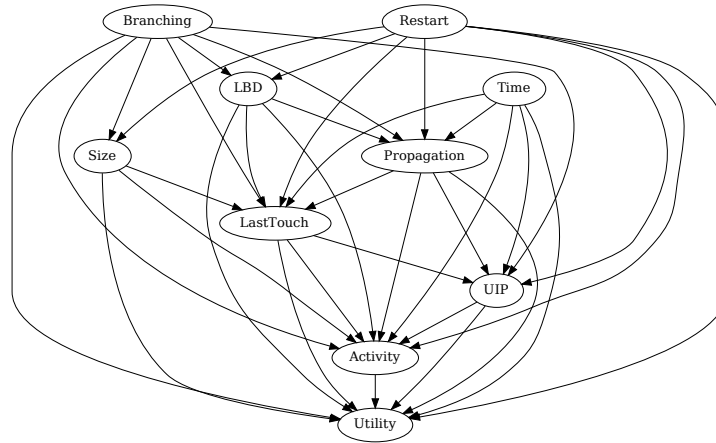 Branching
Restart
LBD
Time
Size
Propagation
LastTouch
UIP
Activity
Utility